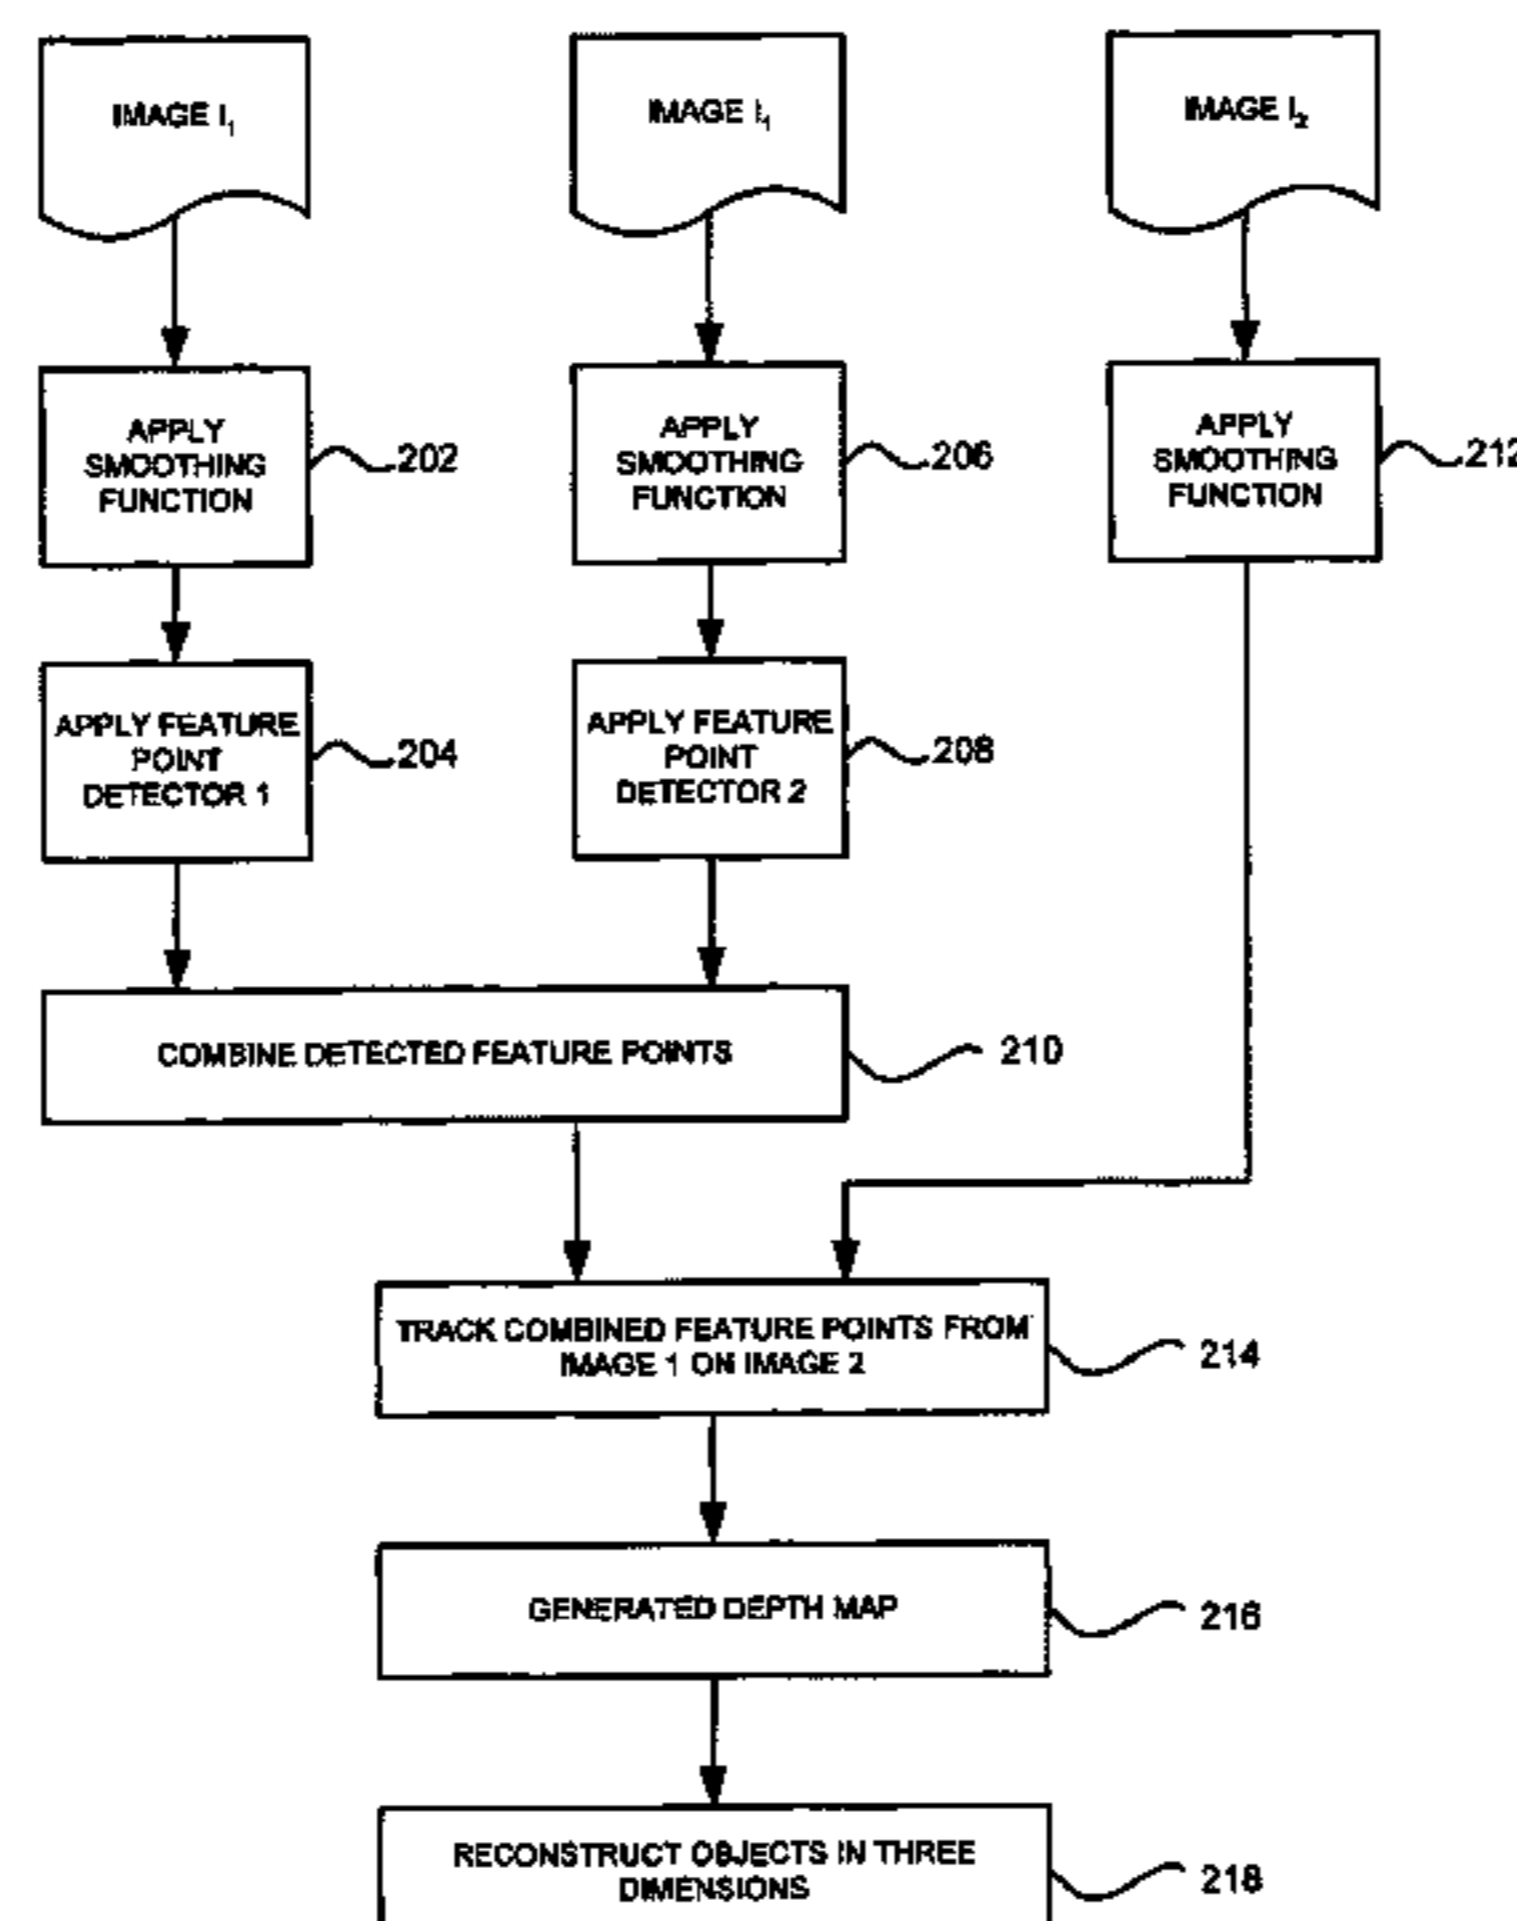 IMAGE I₁
IMAGE I₁
IMAGE I₂
APPLY
SMOOTHING
FUNCTION
202
APPLY
SMOOTHING
FUNCTION
206
APPLY
SMOOTHING
FUNCTION
212
APPLY FEATURE
POINT
DETECTOR 1
204
APPLY FEATURE
POINT
DETECTOR 2
208
COMBINE DETECTED FEATURE POINTS
210
TRACK COMBINED FEATURE POINTS FROM
IMAGE 1 ON IMAGE 2
214
GENERATED DEPTH MAP
216
RECONSTRUCT OBJECTS IN THREE
DIMENSIONS
218